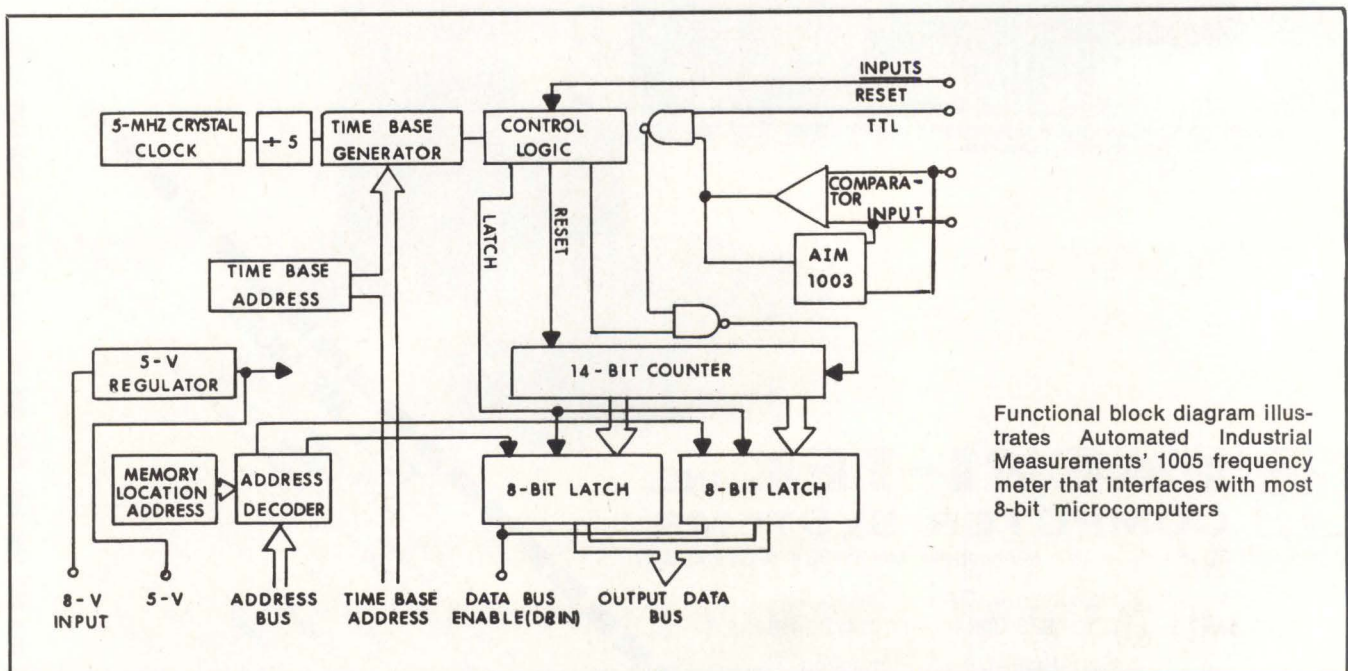 INPUTS
RESET
TTL
5-MHZ CRYSTAL
CLOCK
÷ 5
TIME BASE
GENERATOR
CONTROL
LOGIC
COMPARA-
TOR
INPUT
AIM
1003
LATCH
RESET
TIME BASE
ADDRESS
5-V
REGULATOR
14-BIT COUNTER
MEMORY
LOCATION
ADDRESS
ADDRESS
DECODER
8-BIT LATCH
8-BIT LATCH
8-V
INPUT
5-V
ADDRESS
BUS
TIME BASE
ADDRESS
DATA BUS
ENABLE(DBIN)
OUTPUT DATA
BUS
Functional block diagram illus-
trates Automated Industrial
Measurements' 1005 frequency
meter that interfaces with most
8-bit microcomputers